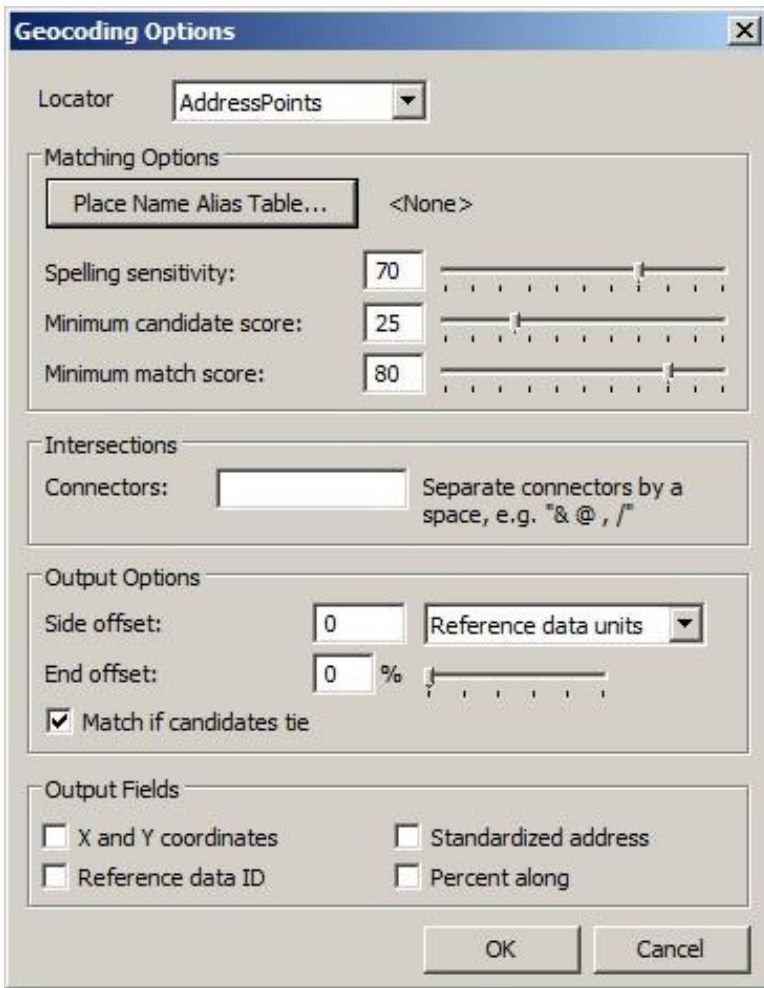 Geocoding Options
Locator AddressPoints
Matching Options
Place Name Alias Table... <None>
Spelling sensitivity: 70
Minimum candidate score: 25
Minimum match score: 80
Intersections
Connectors: Separate connectors by a
space, e.g. "& @ , /"
Output Options
Side offset: 0 Reference data units
End offset: 0 %
Match if candidates tie
Output Fields
X and Y coordinates Standardized address
Reference data ID Percent along
OK Cancel